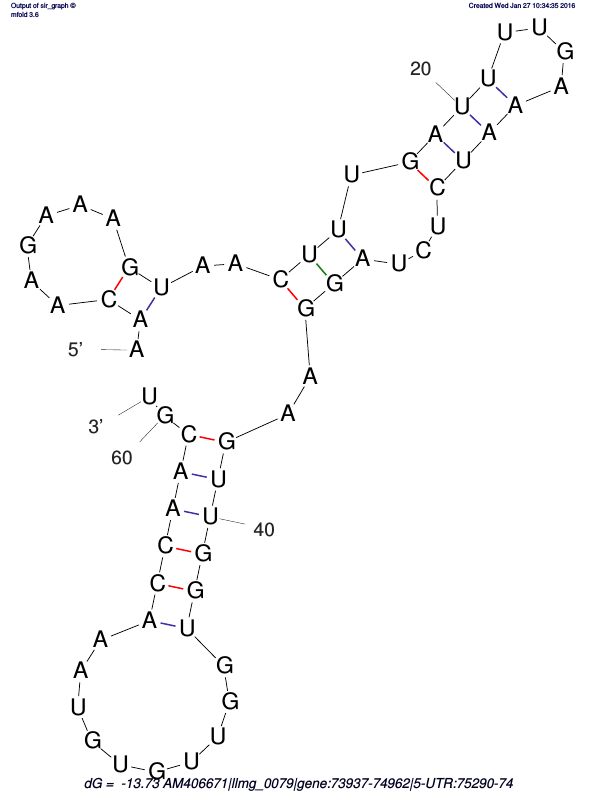 Output of sir_graph ©
mfold 3.6
Created Wed Jan 27 10:34:35 2016
5'
A A C A A G A A A G U A A C U U U G A U
20
U U U G A A A U C U C U A G G A A G U U
40
G G U G G U U G U G U A A A C C A A C G
60
U
3'
dG = -13.73 AM406671|llmg_0079|gene:73937-74962|5-UTR:75290-74